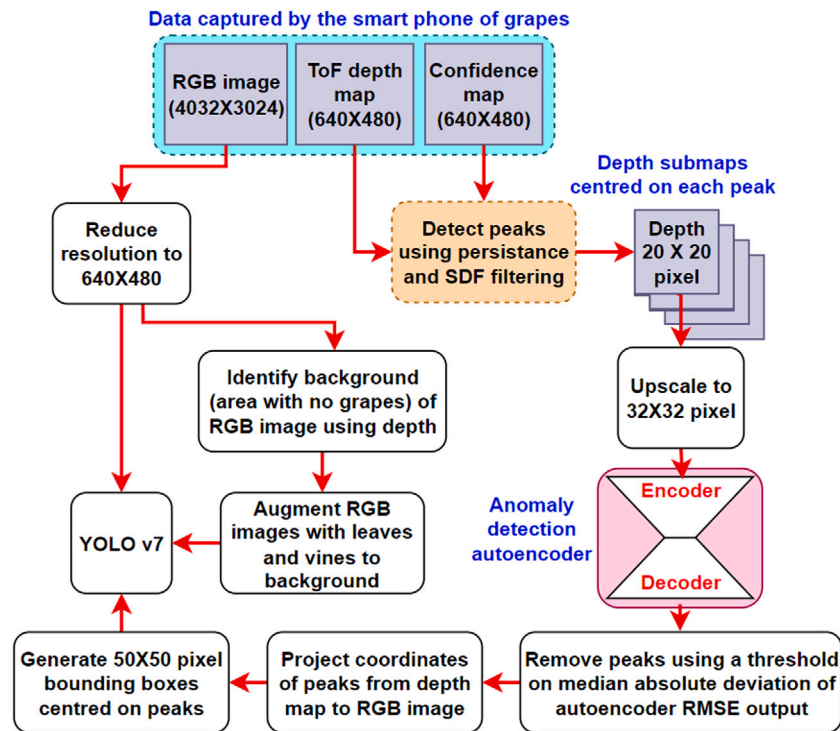 Data captured by the smart phone of grapes
RGB image
(4032X3024)
ToF depth
map
(640X480)
Confidence
map
(640X480)
Depth submaps
centred on each peak
Reduce
resolution to
640X480
Detect peaks
using persistance
and SDF filtering
Depth
20 X 20
pixel
Identify background
(area with no grapes) of
RGB image using depth
Upscale to
32X32 pixel
YOLO v7
Augment RGB
images with leaves
and vines to
background
Anomaly
detection
autoencoder
Encoder
Decoder
Generate 50X50 pixel
bounding boxes
centred on peaks
Project coordinates
of peaks from depth
map to RGB image
Remove peaks using a threshold
on median absolute deviation of
autoencoder RMSE output